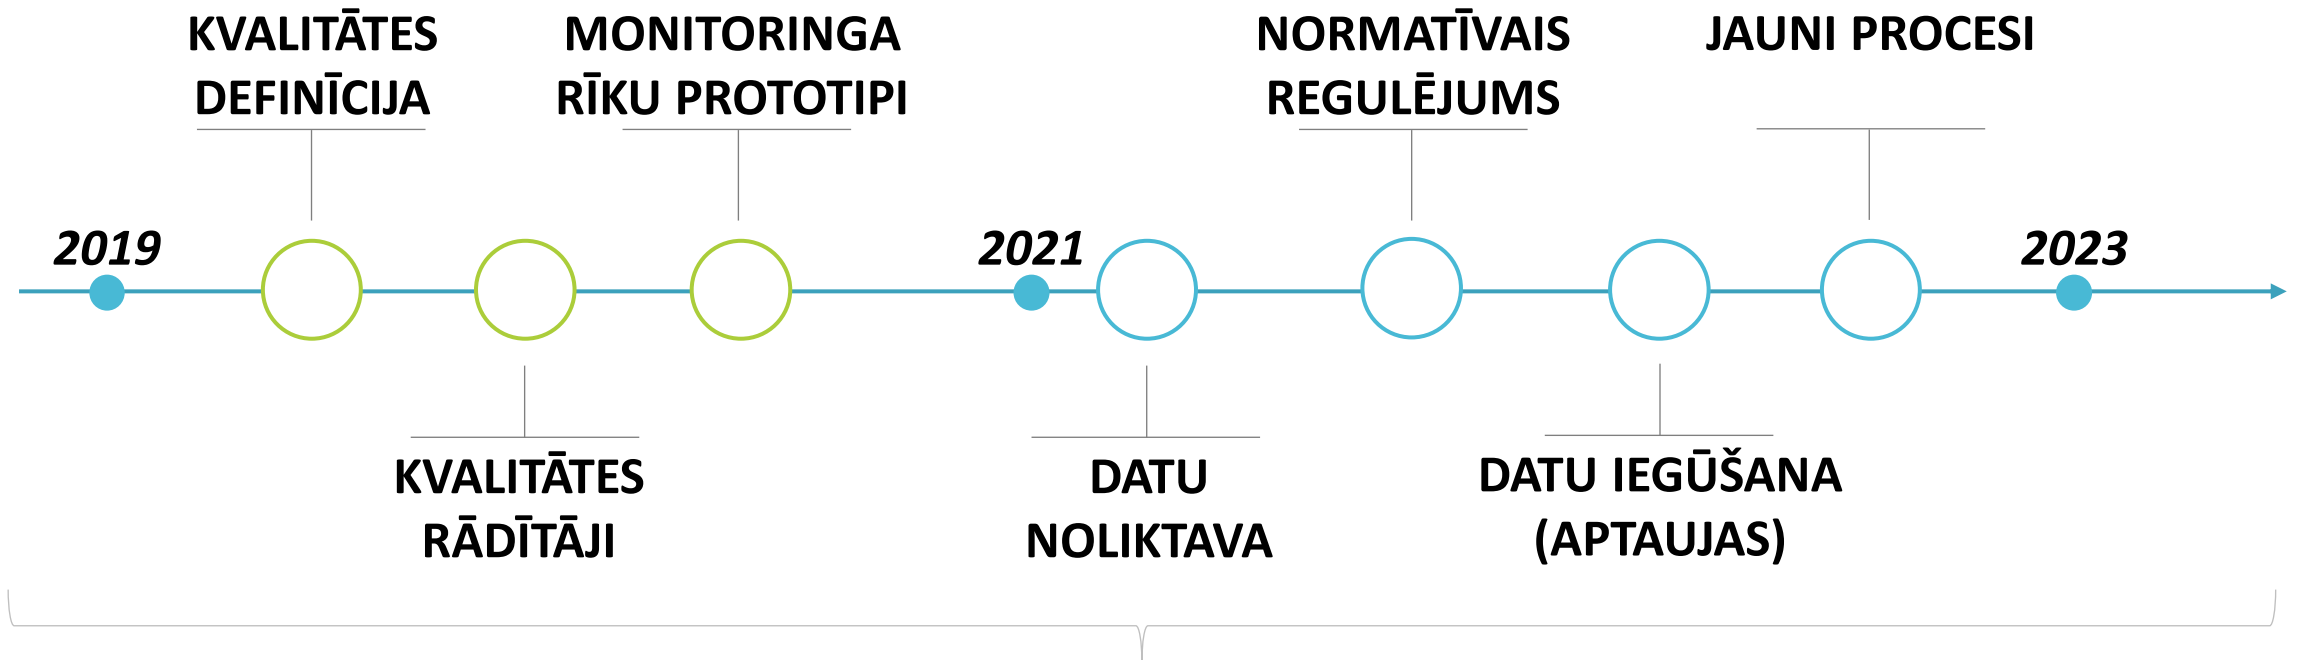 KVALITĀTES
DEFINĪCIJA
MONITORINGA
RĪKU PROTOTIPI
NORMATĪVAIS
REGULĒJUMS
JAUNI PROCESI
2019
2021
2023
KVALITĀTES
RĀDĪTĀJI
DATU
NOLIKTAVA
DATU IEGŪŠANA
(APTAUJAS)